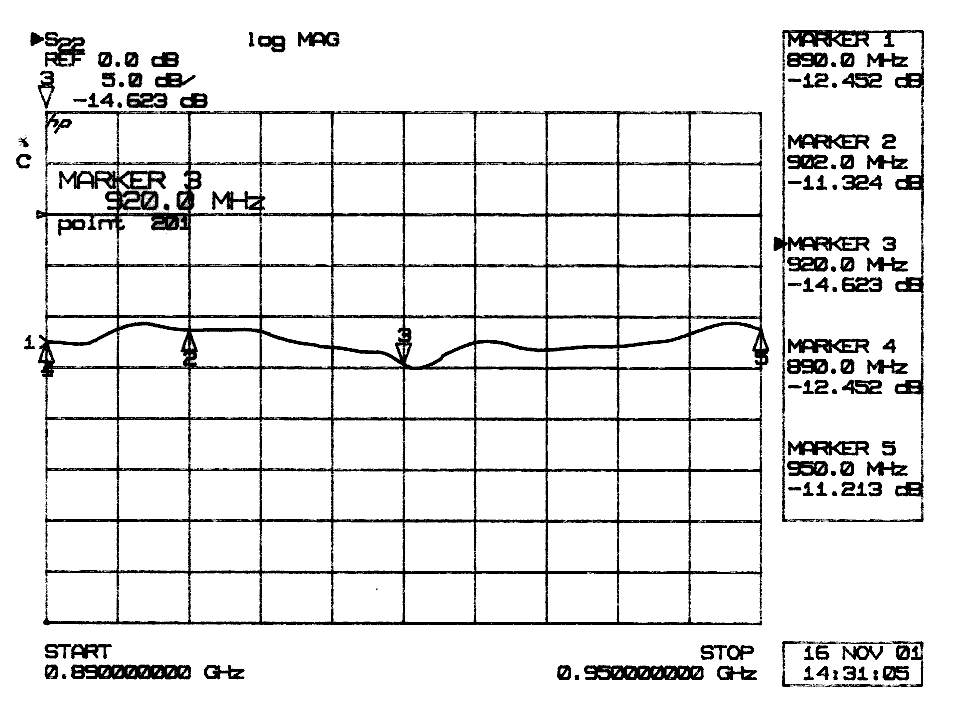 ►S22 log MAG
REF 0.0 dB
5.0 dB/
3
-14.623 dB
hp
*
C
MARKER 3
920.0 MHz
point 201
1
2
3
5
MARKER 1
890.0 MHz
-12.452 dB
MARKER 2
902.0 MHz
-11.324 dB
►MARKER 3
920.0 MHz
-14.623 dB
MARKER 4
890.0 MHz
-12.452 dB
MARKER 5
950.0 MHz
-11.213 dB
START
0.890000000 GHz
STOP
0.950000000 GHz
16 NOV 01
14:31:05